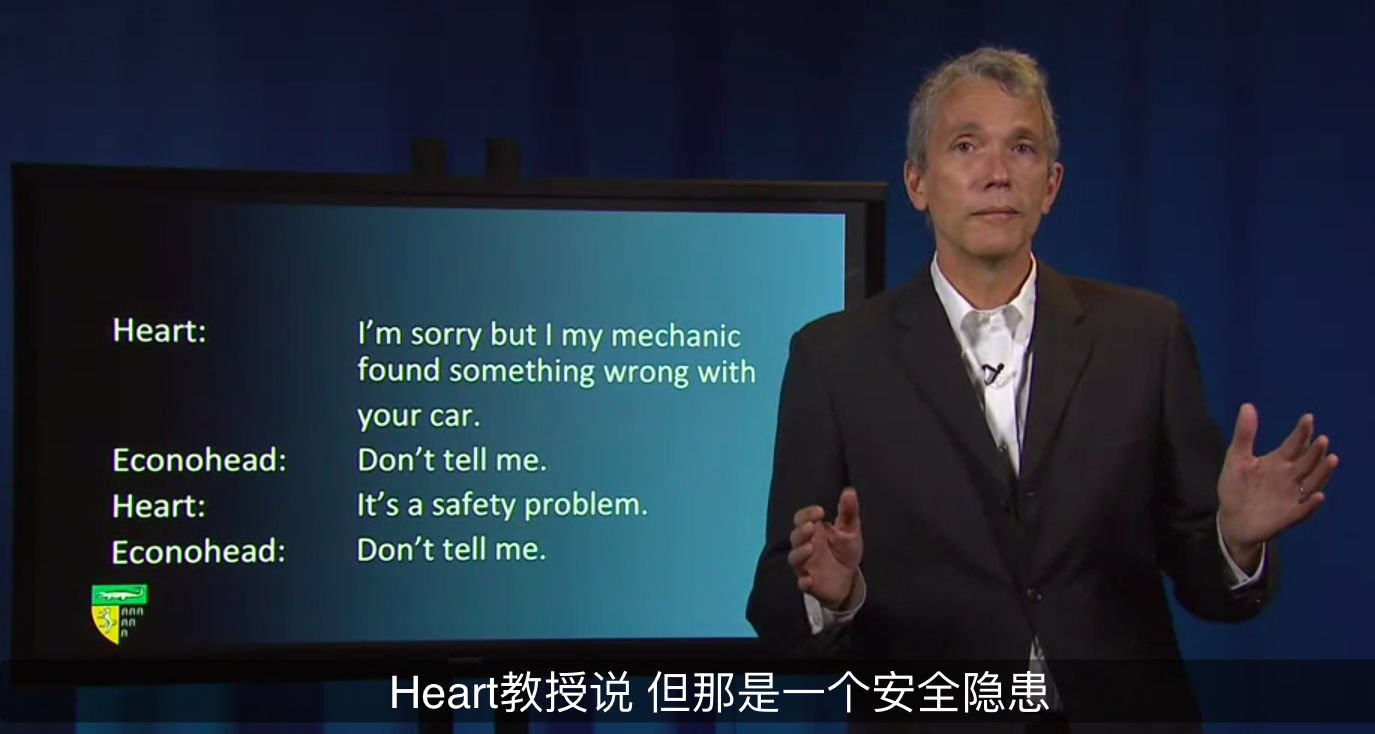 Heart: I'm sorry but I my mechanic
found something wrong with
your car.
Econohead: Don't tell me.
Heart: It's a safety problem.
Econohead: Don't tell me.
Heart教授说 但那是一个安全隐患